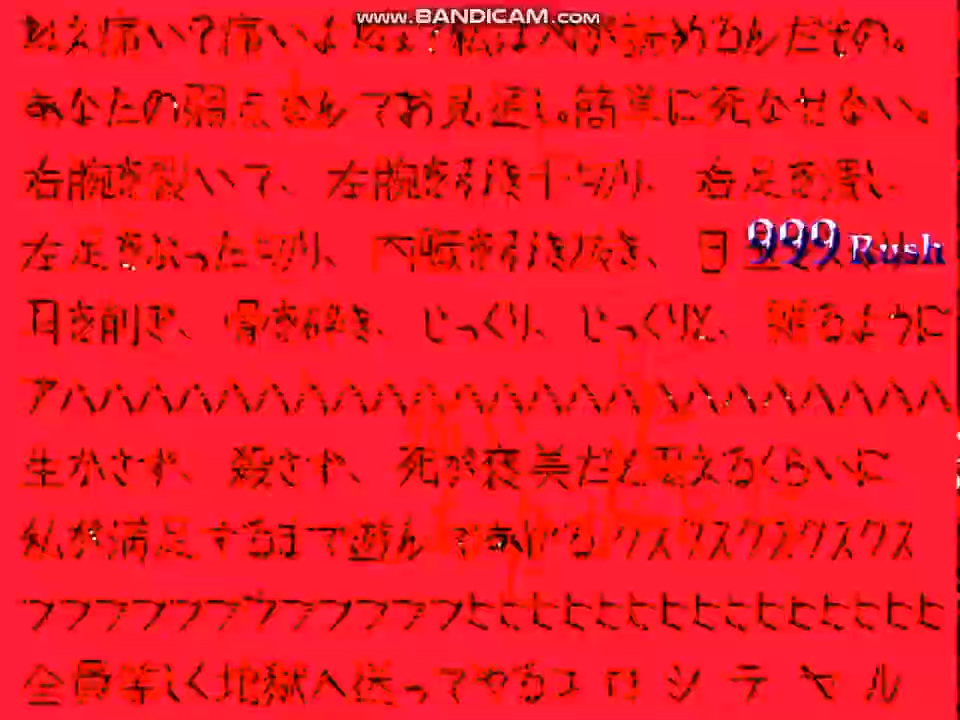 www.BANDICAM.com
痛いて痛いよ
あなたの弱点なんてお見通し。簡単に死なせない。
右腕を裂いて、左腕を引き千切り、右足を潰し、
左足をぶった切り、内臓を引き抜き、目
999 Rush
耳を削ぎ、骨を砕き、じっくり、じっくりと、嬲るように
アハハハハハハハハハハハハハハハハハハハハハ
生かさず、殺さず、死が褒美だと思えるくらいに
私が満足するまで遊んであげるクスクスクスクスクス
フフフフフフフフフフフフフヒヒヒヒヒヒヒヒヒヒヒヒヒヒヒ
全員等しく地獄へ送ってやるコロシテヤル